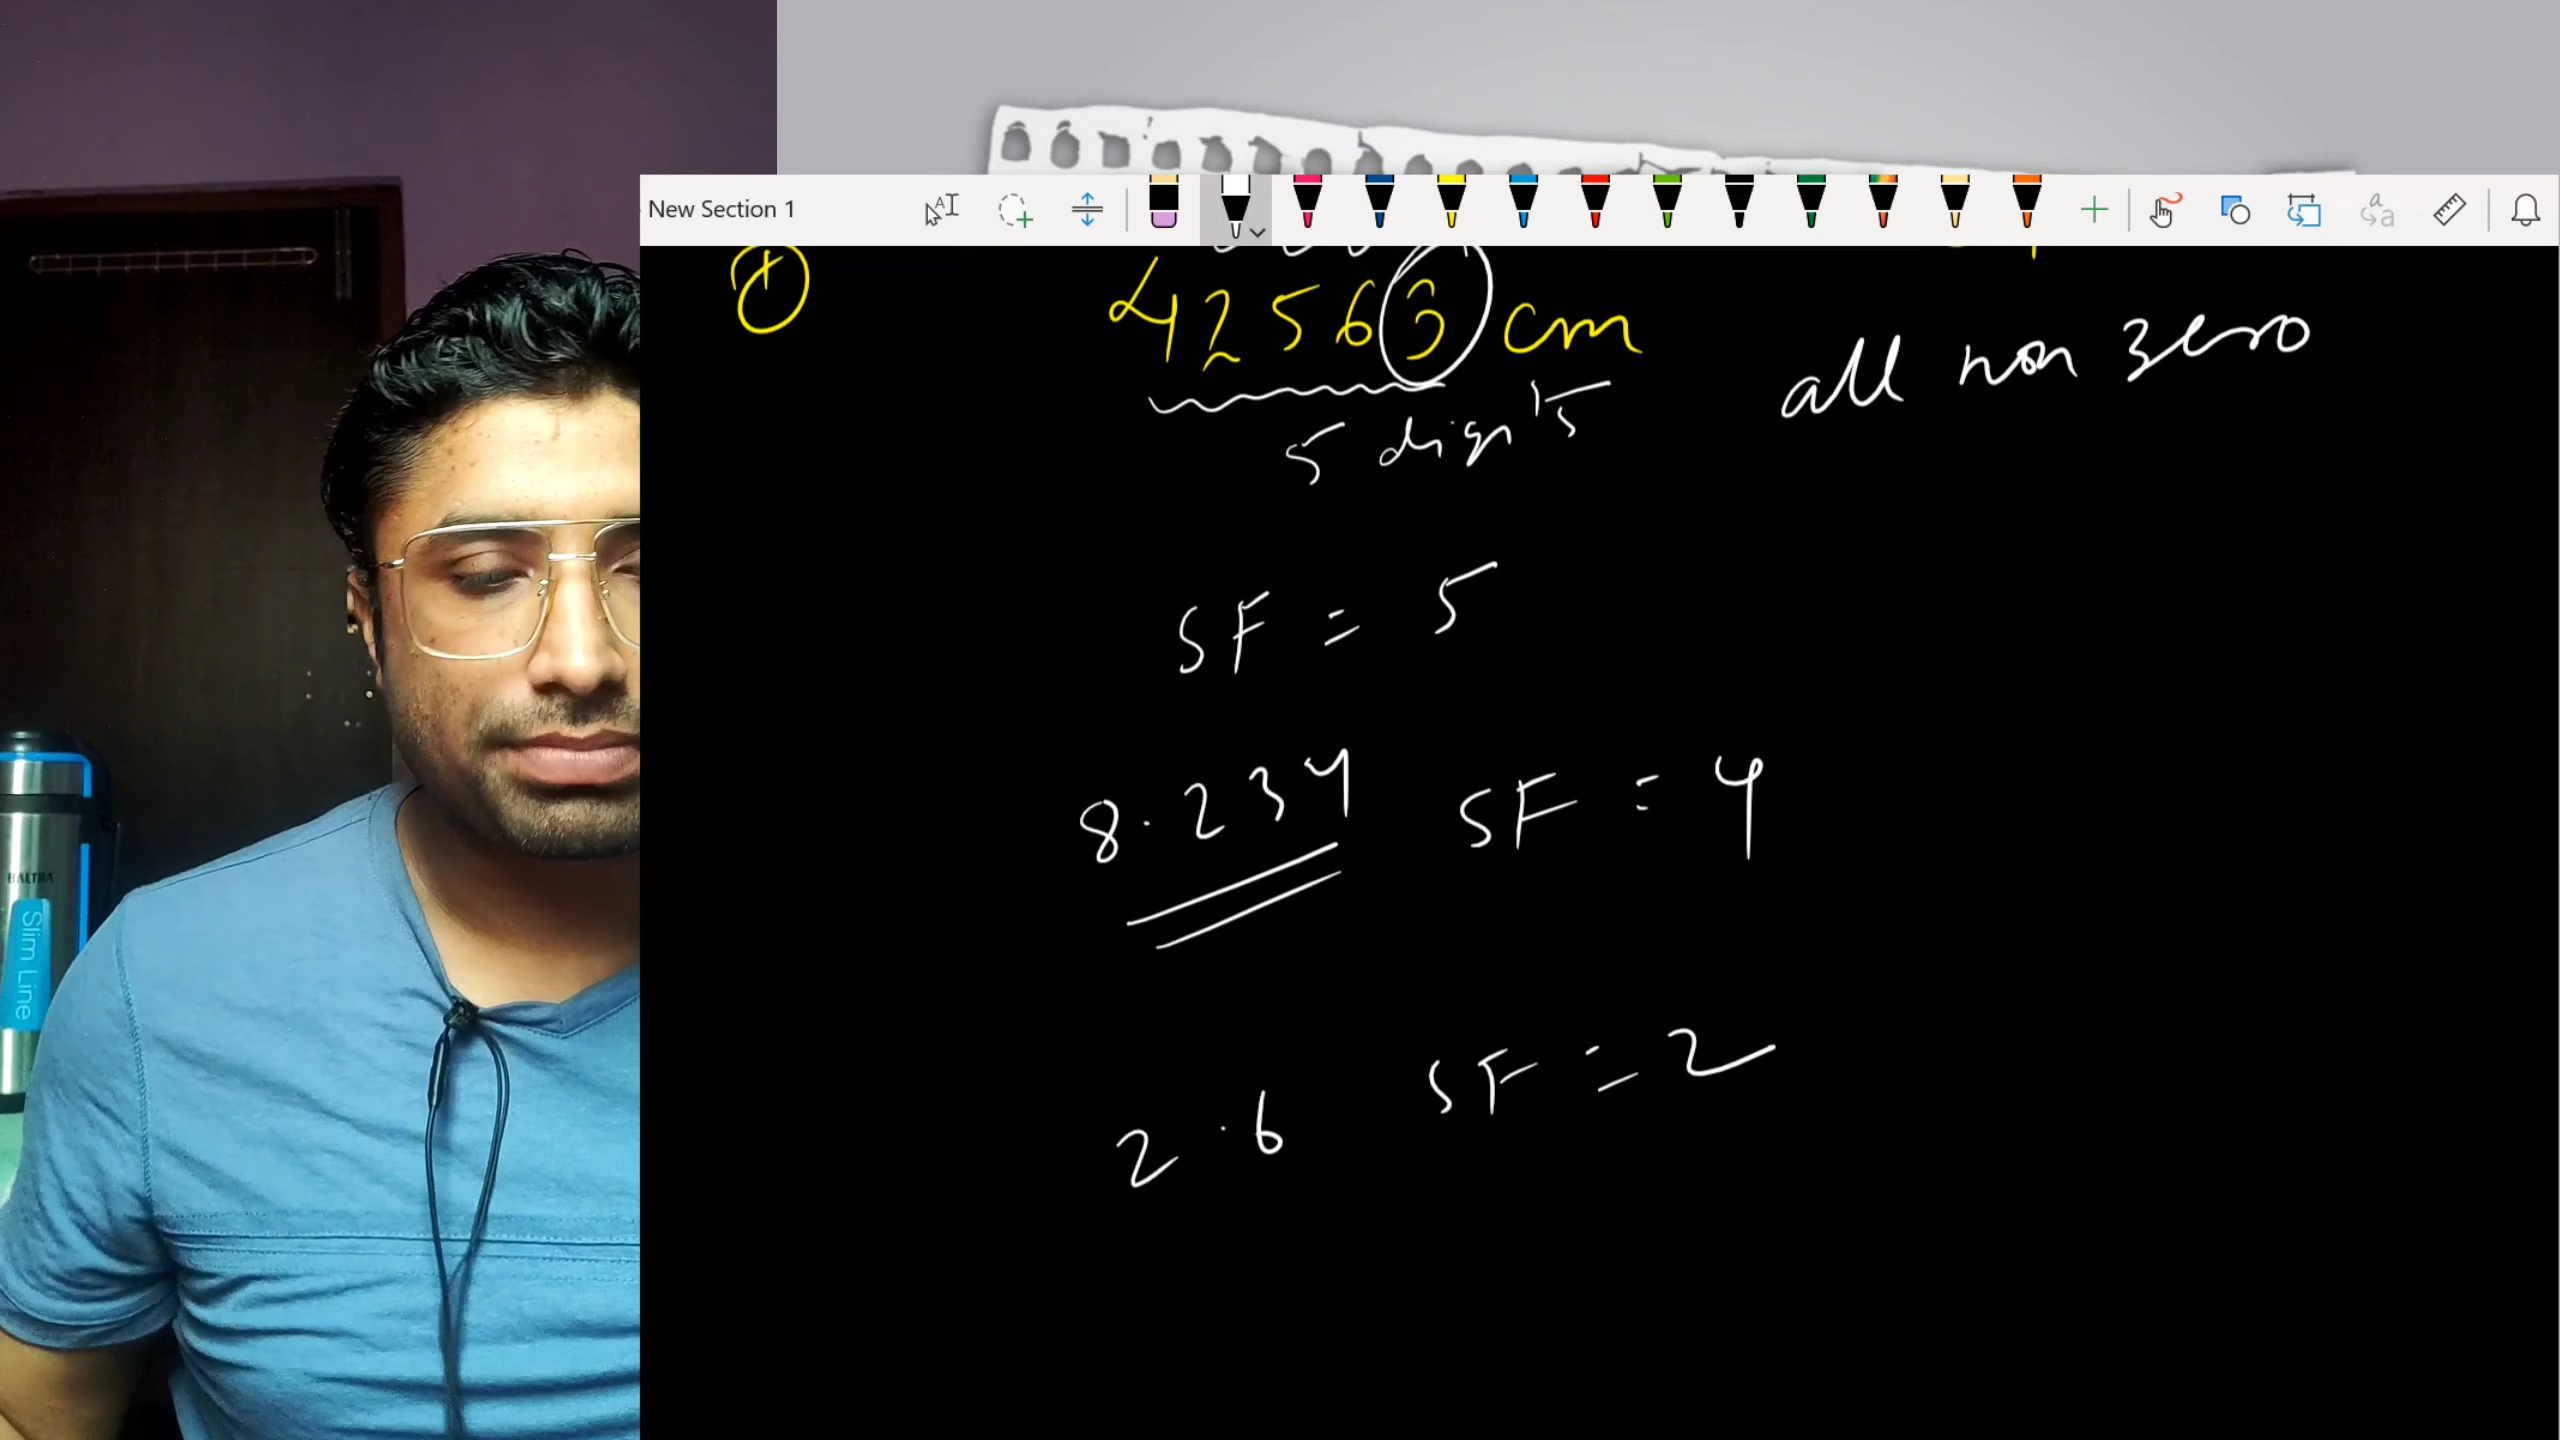 New Section 1
1
42563 cm
all non zero
5 digits
SF = 5
8.234 SF = 4
2.6 SF = 2
BALTRA
Slim Line